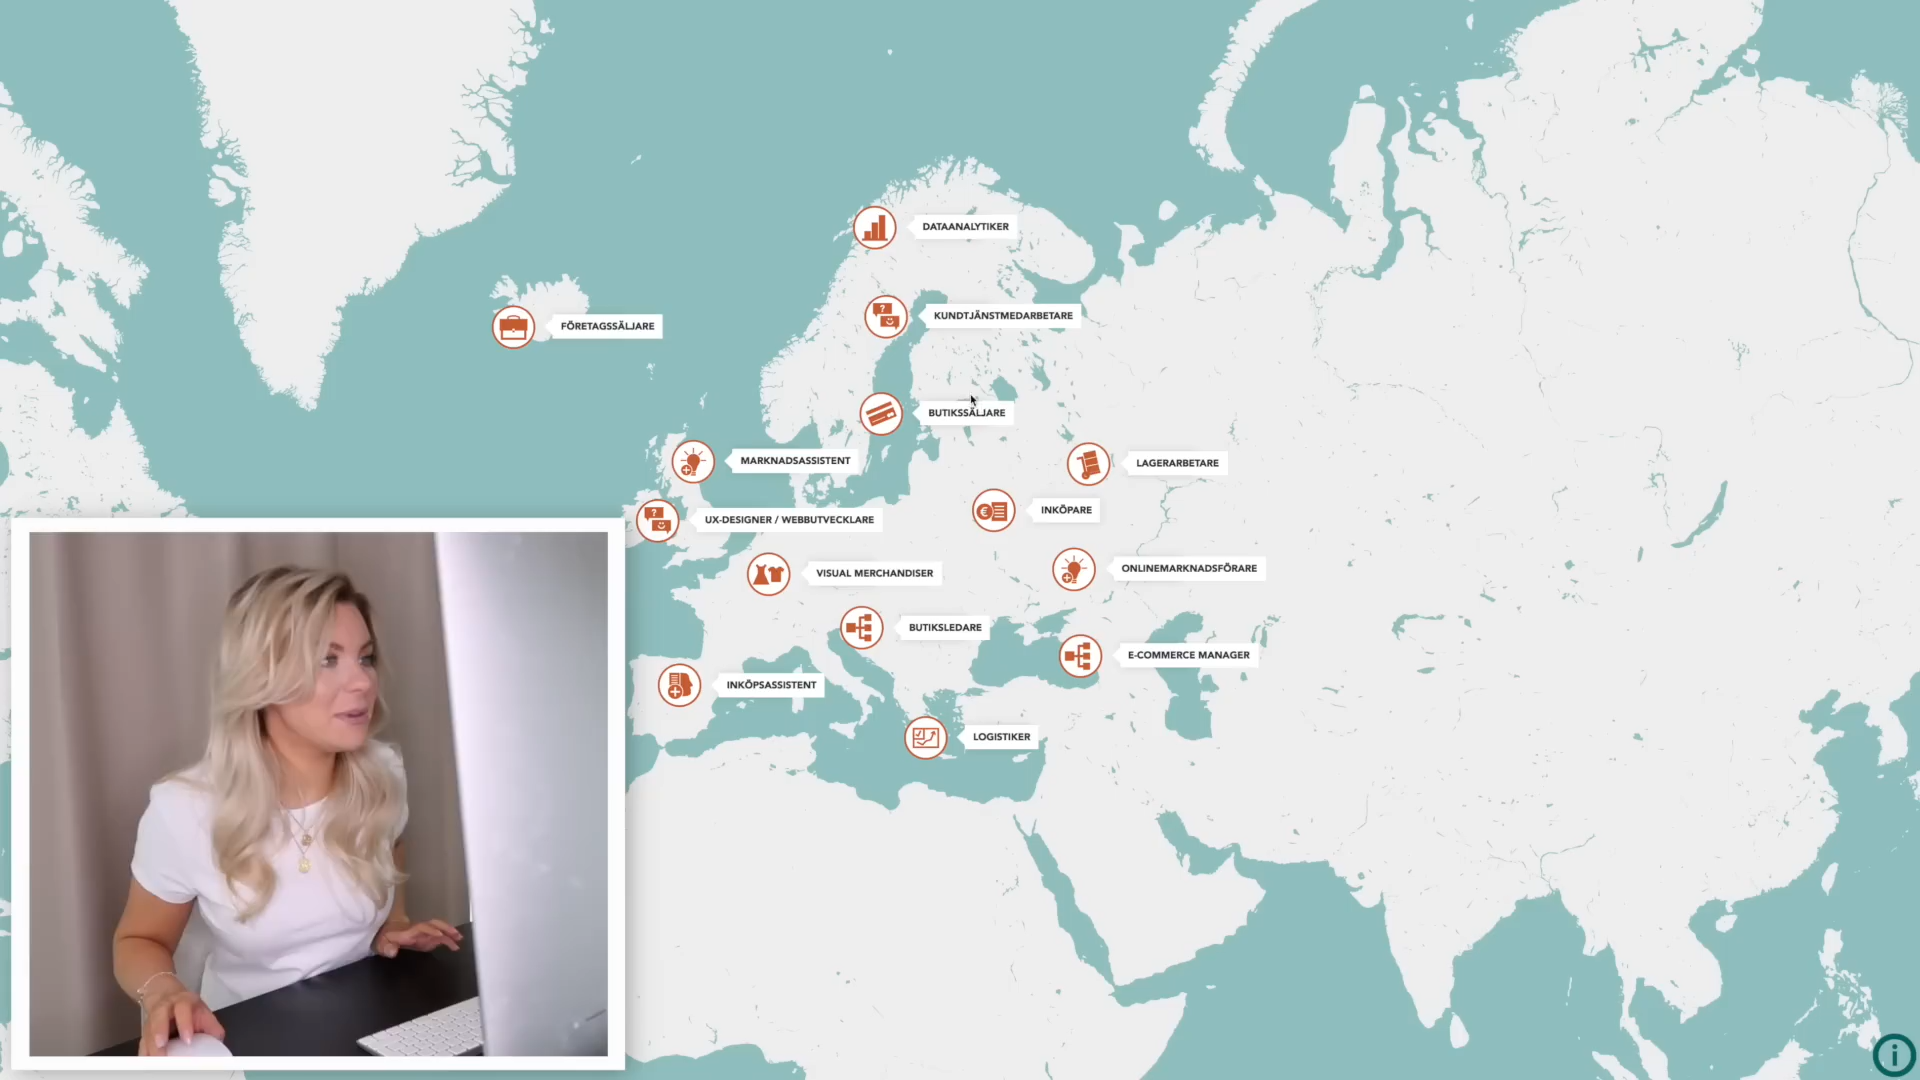 DATAANALYTIKER
KUNDTJÄNSTMEDARBETARE
FÖRETAGSSÄLJARE
BUTIKSSÄLJARE
MARKNADSASSISTENT
LAGERARBETARE
INKÖPARE
UX-DESIGNER / WEBBUTVECKLARE
ONLINEMARKNADSFÖRARE
VISUAL MERCHANDISER
BUTIKSLEDARE
E-COMMERCE MANAGER
INKÖPSASSISTENT
LOGISTIKER